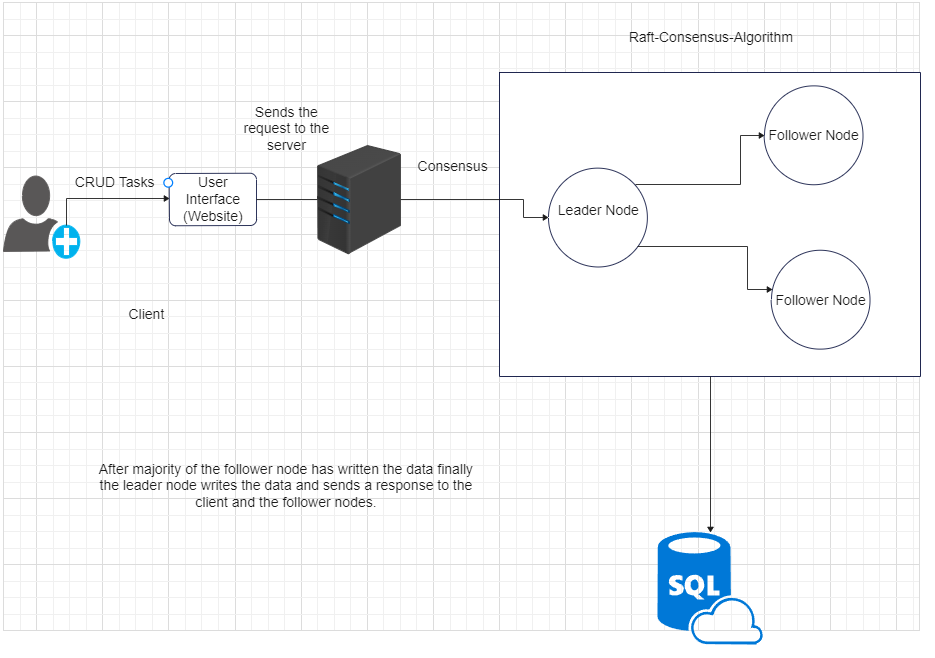 Raft-Consensus-Algorithm
Sends the
request to the
server
Follower Node
Consensus
CRUD Tasks
User
Interface
(Website)
Leader Node
Follower Node
Client
After majority of the follower node has written the data finally
the leader node writes the data and sends a response to the
client and the follower nodes.
SQL